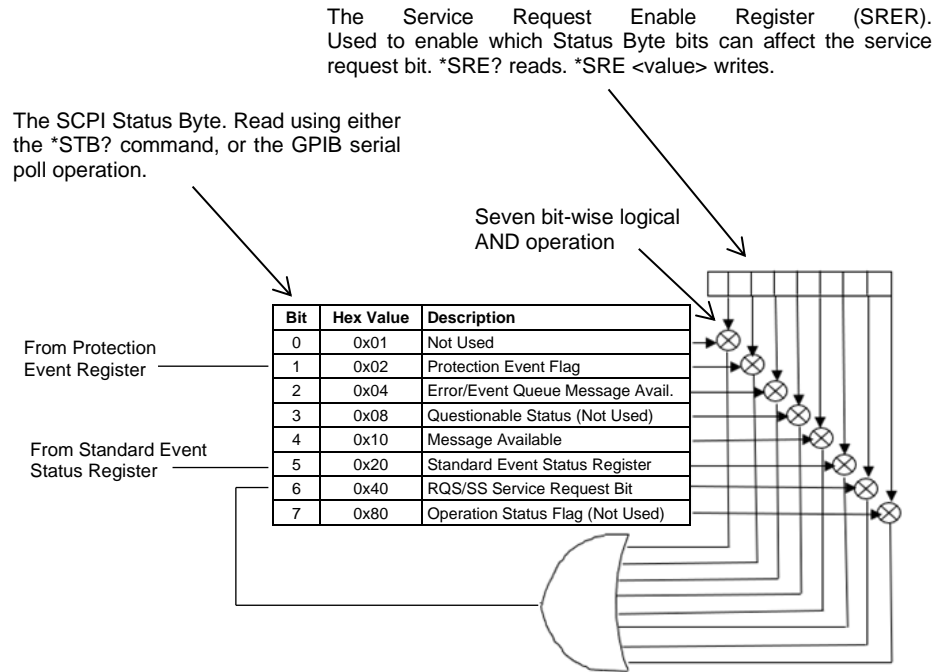 The Service Request Enable Register (SRER).
Used to enable which Status Byte bits can affect the service
request bit. *SRE? reads. *SRE <value> writes.
The SCPI Status Byte. Read using either
the *STB? command, or the GPIB serial
poll operation.
Seven bit-wise logical
AND operation
Bit Hex Value Description
0 0x01 Not Used
1 0x02 Protection Event Flag
2 0x04 Error/Event Queue Message Avail.
3 0x08 Questionable Status (Not Used)
4 0x10 Message Available
5 0x20 Standard Event Status Register
6 0x40 RQS/SS Service Request Bit
7 0x80 Operation Status Flag (Not Used)
From Protection
Event Register
From Standard Event
Status Register